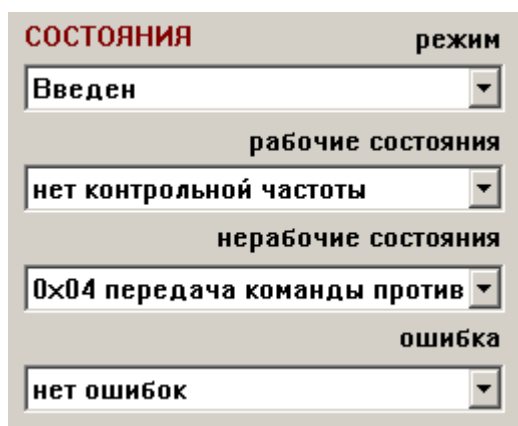 СОСТОЯНИЯ режим
Введен
рабочие состояния
нет контрольной частоты
нерабочие состояния
0x04 передача команды против
ошибка
нет ошибок